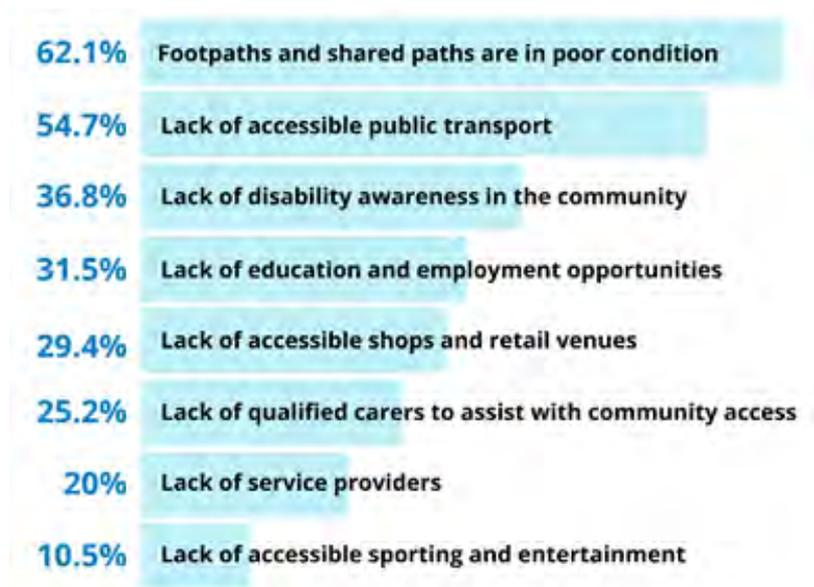 62.1% Footpaths and shared paths are in poor condition
54.7% Lack of accessible public transport
36.8% Lack of disability awareness in the community
31.5% Lack of education and employment opportunities
29.4% Lack of accessible shops and retail venues
25.2% Lack of qualified carers to assist with community access
20% Lack of service providers
10.5% Lack of accessible sporting and entertainment